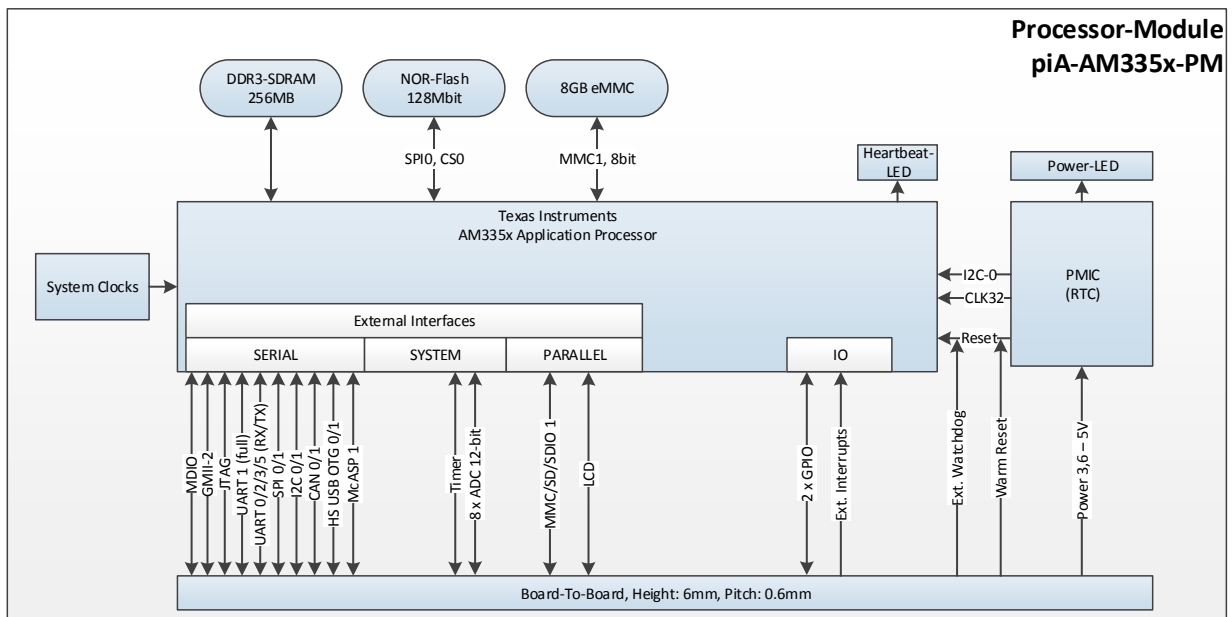 Processor-Module
piA-AM335x-PM
DDR3-SDRAM
256MB
NOR-Flash
128Mbit
8GB eMMC
SPI0, CS0
MMC1, 8bit
Heartbeat-
LED
Power-LED
Texas Instruments
AM335x Application Processor
System Clocks
I2C-0
CLK32
Reset
PMIC
(RTC)
External Interfaces
SERIAL
SYSTEM
PARALLEL
IO
MDIO
GMII-2
JTAG
UART 1 (full)
UART 0/2/3/5 (RX/TX)
SPI 0/1
I2C 0/1
CAN 0/1
HS USB OTG 0/1
McASP 1
Timer
8 x ADC 12-bit
MMC/SD/SDIO 1
LCD
2 x GPIO
Ext. Interrupts
Ext. Watchdog
Warm Reset
Power 3,6 – 5V
Board-To-Board, Height: 6mm, Pitch: 0.6mm